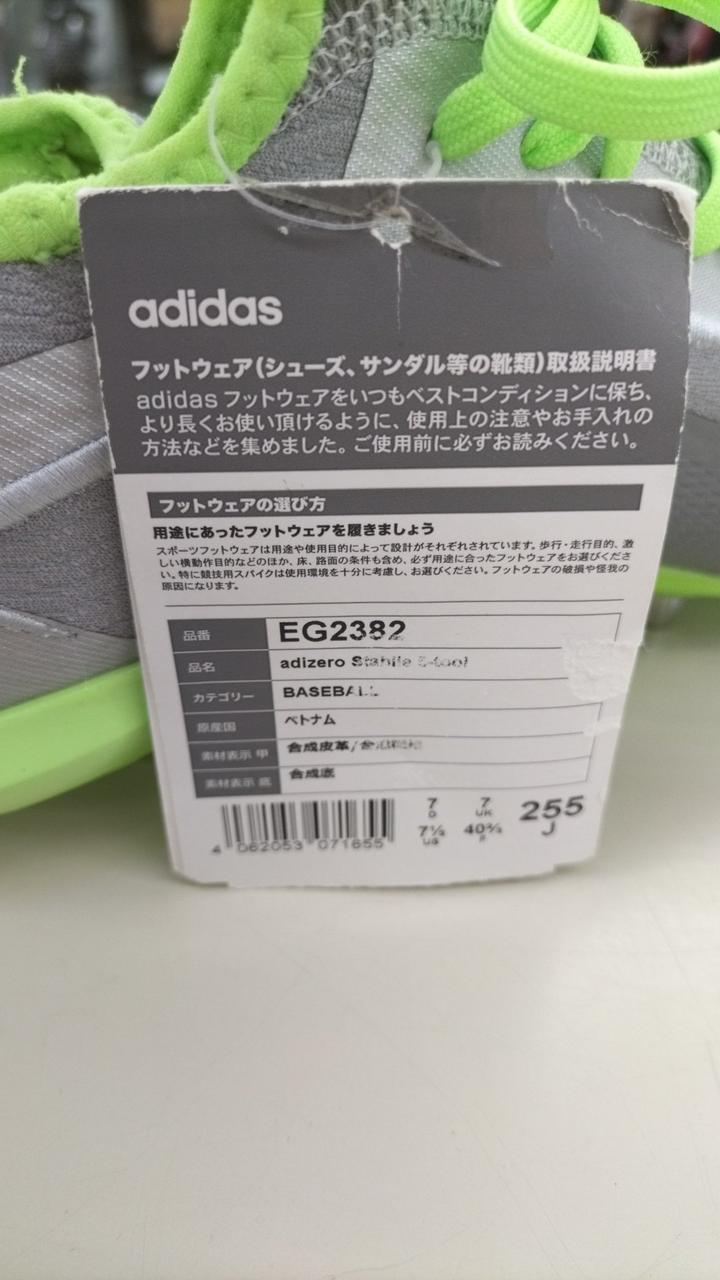 adidas
フットウェア(シューズ、サンダル等の靴類)取扱説明書
adidas フットウェアをいつもベストコンディションに保ち、
より長くお使い頂けるように、使用上の注意やお手入れの
方法などを集めました。ご使用前に必ずお読みください。
フットウェアの選び方
用途にあったフットウェアを履きましょう
スポーツフットウェアは用途や使用目的によって設計がそれぞれされています。歩行・走行目的、激
しい横動作目的などのほか、床、路面の条件も含め、必ず用途に合ったフットウェアをお選びくださ
い。特に競技用スパイクは使用環境を十分に考慮し、お選びください。フットウェアの破損や怪我の
原因になります。
品番 EG2382
品名 adizero
カテゴリー BASEBALL
原産国 ベトナム
素材表示 甲 合成皮革/
素材表示 底 合成底
7 D 7 UK 255 J
7½ US 40⅔ F
4 062053 071655